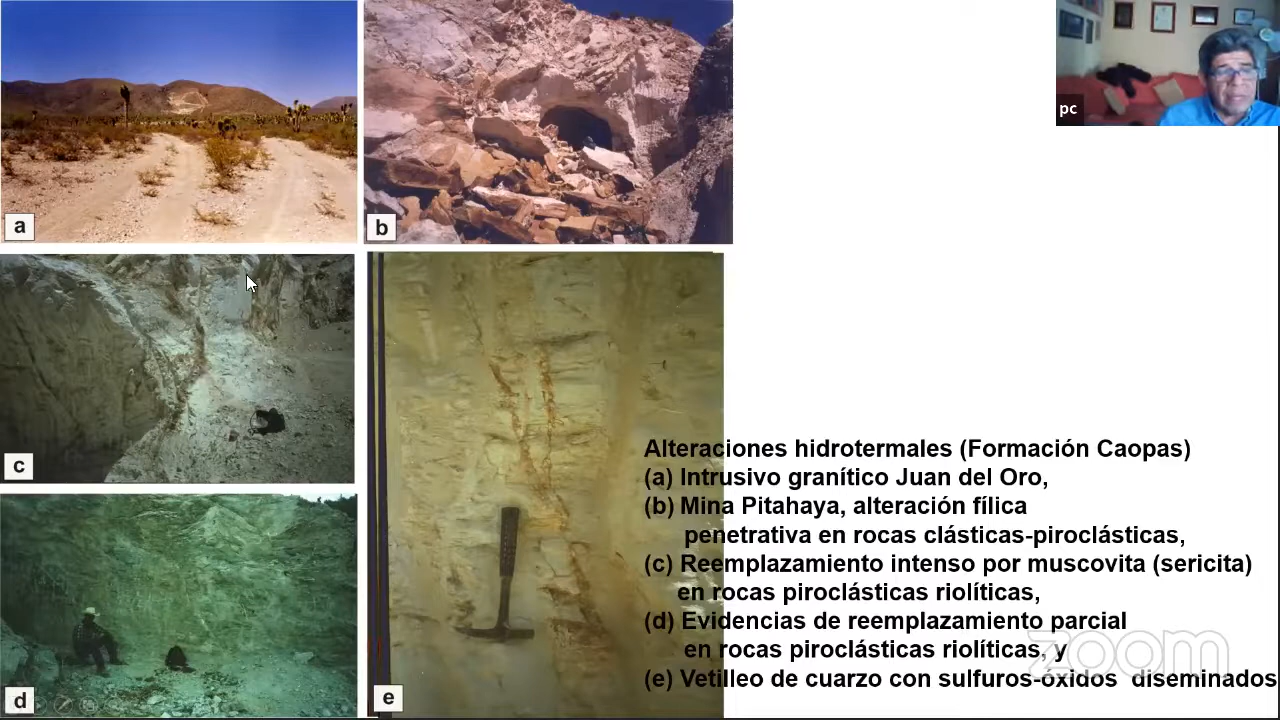 pc
a
b
c
d
e
Alteraciones hidrotermales (Formación Caopas)
(a) Intrusivo granítico Juan del Oro,
(b) Mina Pitahaya, alteración fílica
penetrativa en rocas clásticas-piroclásticas,
(c) Reemplazamiento intenso por muscovita (sericita)
en rocas piroclásticas riolíticas,
(d) Evidencias de reemplazamiento parcial
en rocas piroclásticas riolíticas, y
(e) Vetilleo de cuarzo con sulfuros-óxidos diseminados
zoom